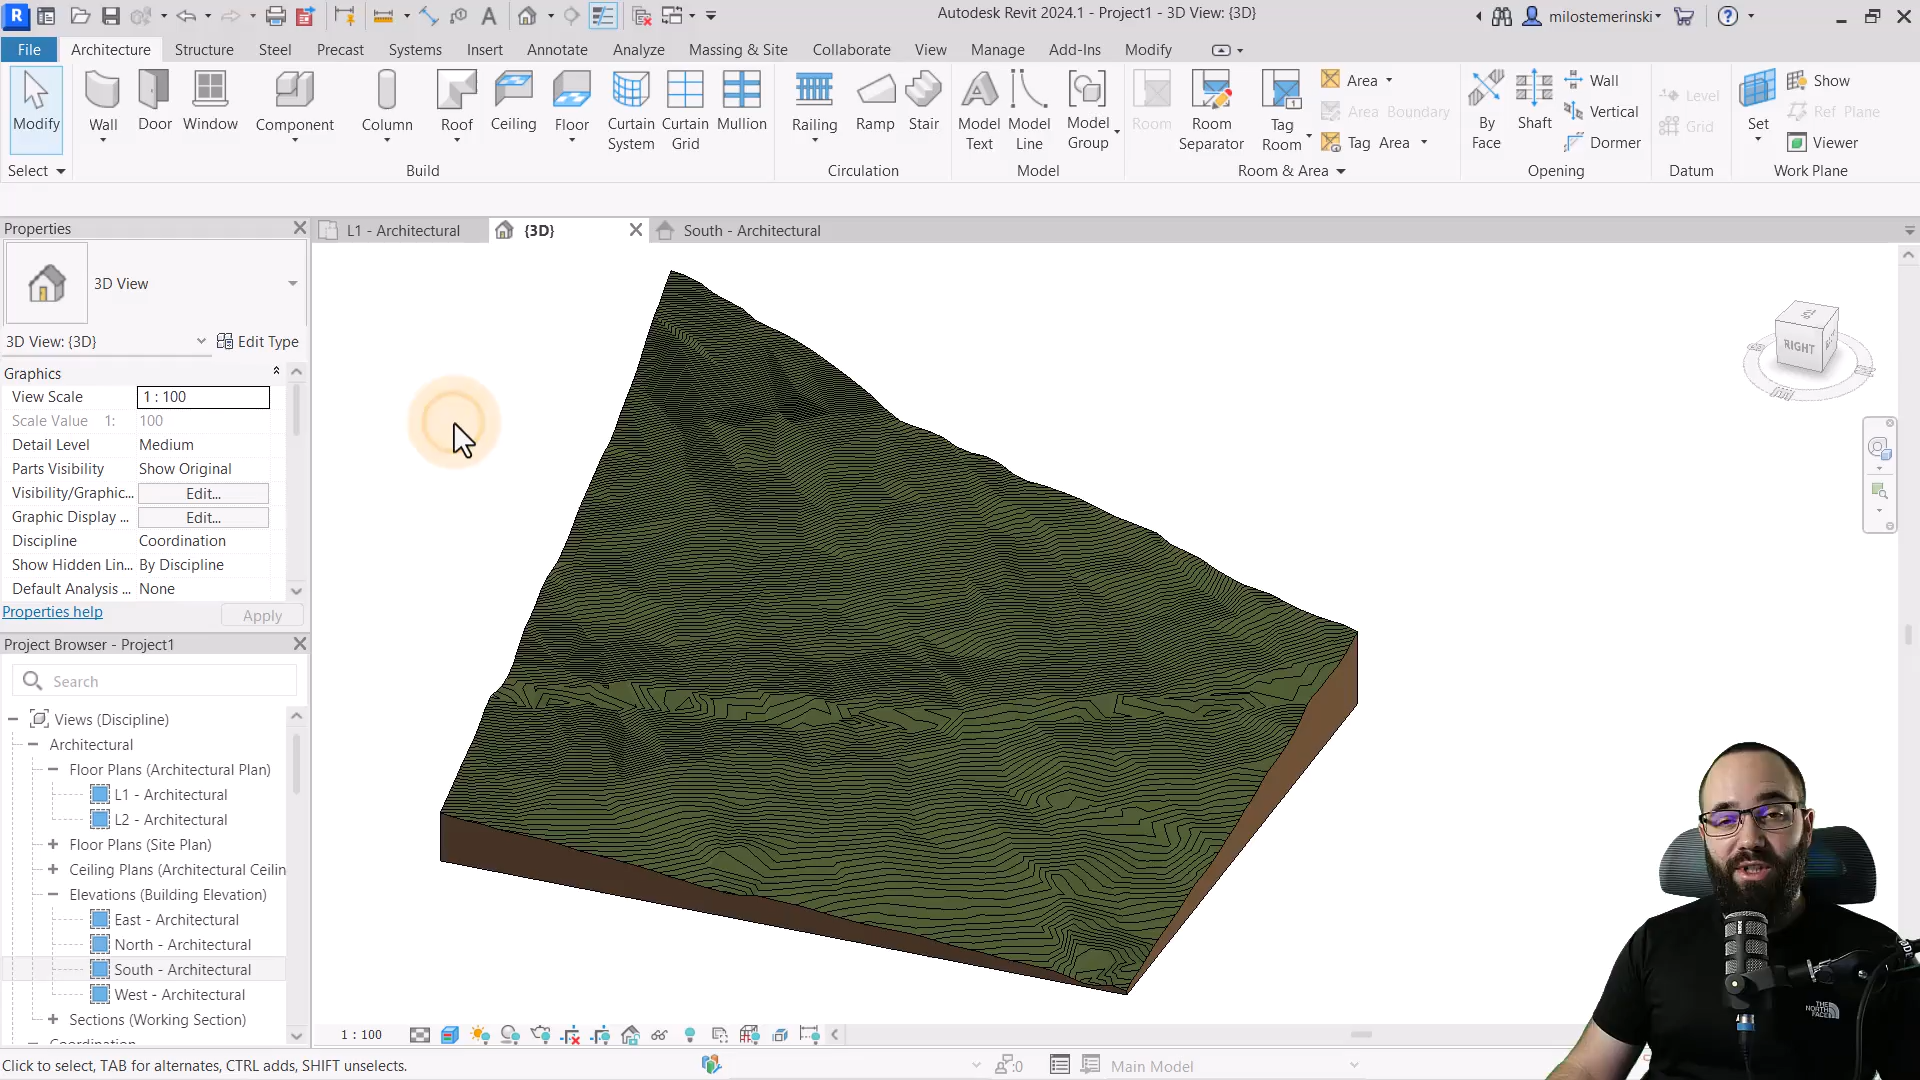 Autodesk Revit 2024.1 - Project1 - 3D View: {3D}
milostemerinski
File Architecture Structure Steel Precast Systems Insert Annotate Analyze Massing & Site Collaborate View Manage Add-Ins Modify
Modify Wall Door Window Component Column Roof Ceiling Floor Curtain System Curtain Grid Mullion Railing Ramp Stair Model Text Model Line Model Group Room Room Separator Tag Room
Area
Area Boundary
Tag Area
By Face
Shaft
Wall
Vertical
Dormer
Level
Grid
Set
Show
Ref Plane
Viewer
Select Build Circulation Model Room & Area Opening Datum Work Plane
Properties
L1 - Architectural {3D} South - Architectural
3D View
3D View: {3D} Edit Type
Graphics
View Scale 1 : 100
Scale Value 1: 100
Detail Level Medium
Parts Visibility Show Original
Visibility/Graphic... Edit...
Graphic Display ... Edit...
Discipline Coordination
Show Hidden Lin... By Discipline
Default Analysis ... None
Properties help Apply
Project Browser - Project1
Search
Views (Discipline)
Architectural
Floor Plans (Architectural Plan)
L1 - Architectural
L2 - Architectural
Floor Plans (Site Plan)
Ceiling Plans (Architectural Ceilin
Elevations (Building Elevation)
East - Architectural
North - Architectural
South - Architectural
West - Architectural
Sections (Working Section)
RIGHT
THE NORTH FACE
1 : 100
Click to select, TAB for alternates, CTRL adds, SHIFT unselects.
:0
Main Model